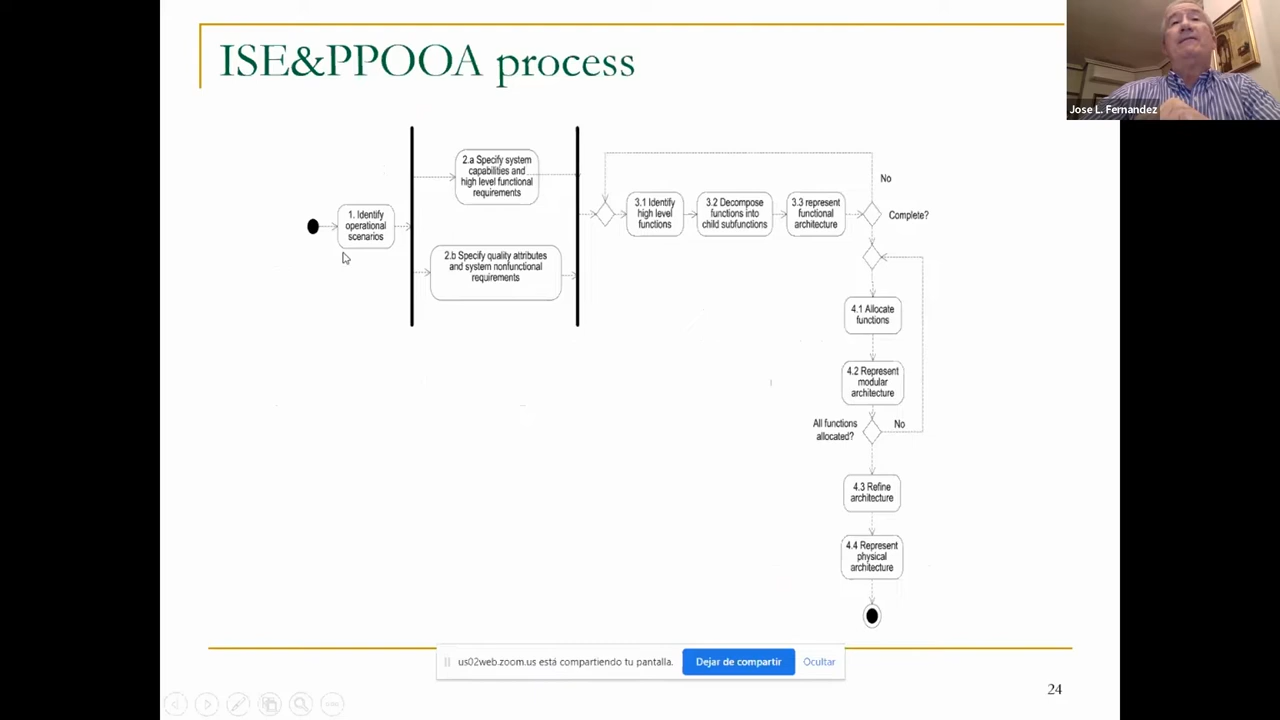 ISE&PPOOA process
Jose L. Fernandez
1. Identify
operational
scenarios
2.a Specify system
capabilities and
high level functional
requirements
2.b Specify quality attributes
and system nonfunctional
requirements
3.1 Identify
high level
functions
3.2 Decompose
functions into
child subfunctions
3.3 represent
functional
architecture
No
Complete?
4.1 Allocate
functions
4.2 Represent
modular
architecture
All functions
allocated?
No
4.3 Refine
architecture
4.4 Represent
physical
architecture
us02web.zoom.us está compartiendo tu pantalla.
Dejar de compartir
Ocultar
24